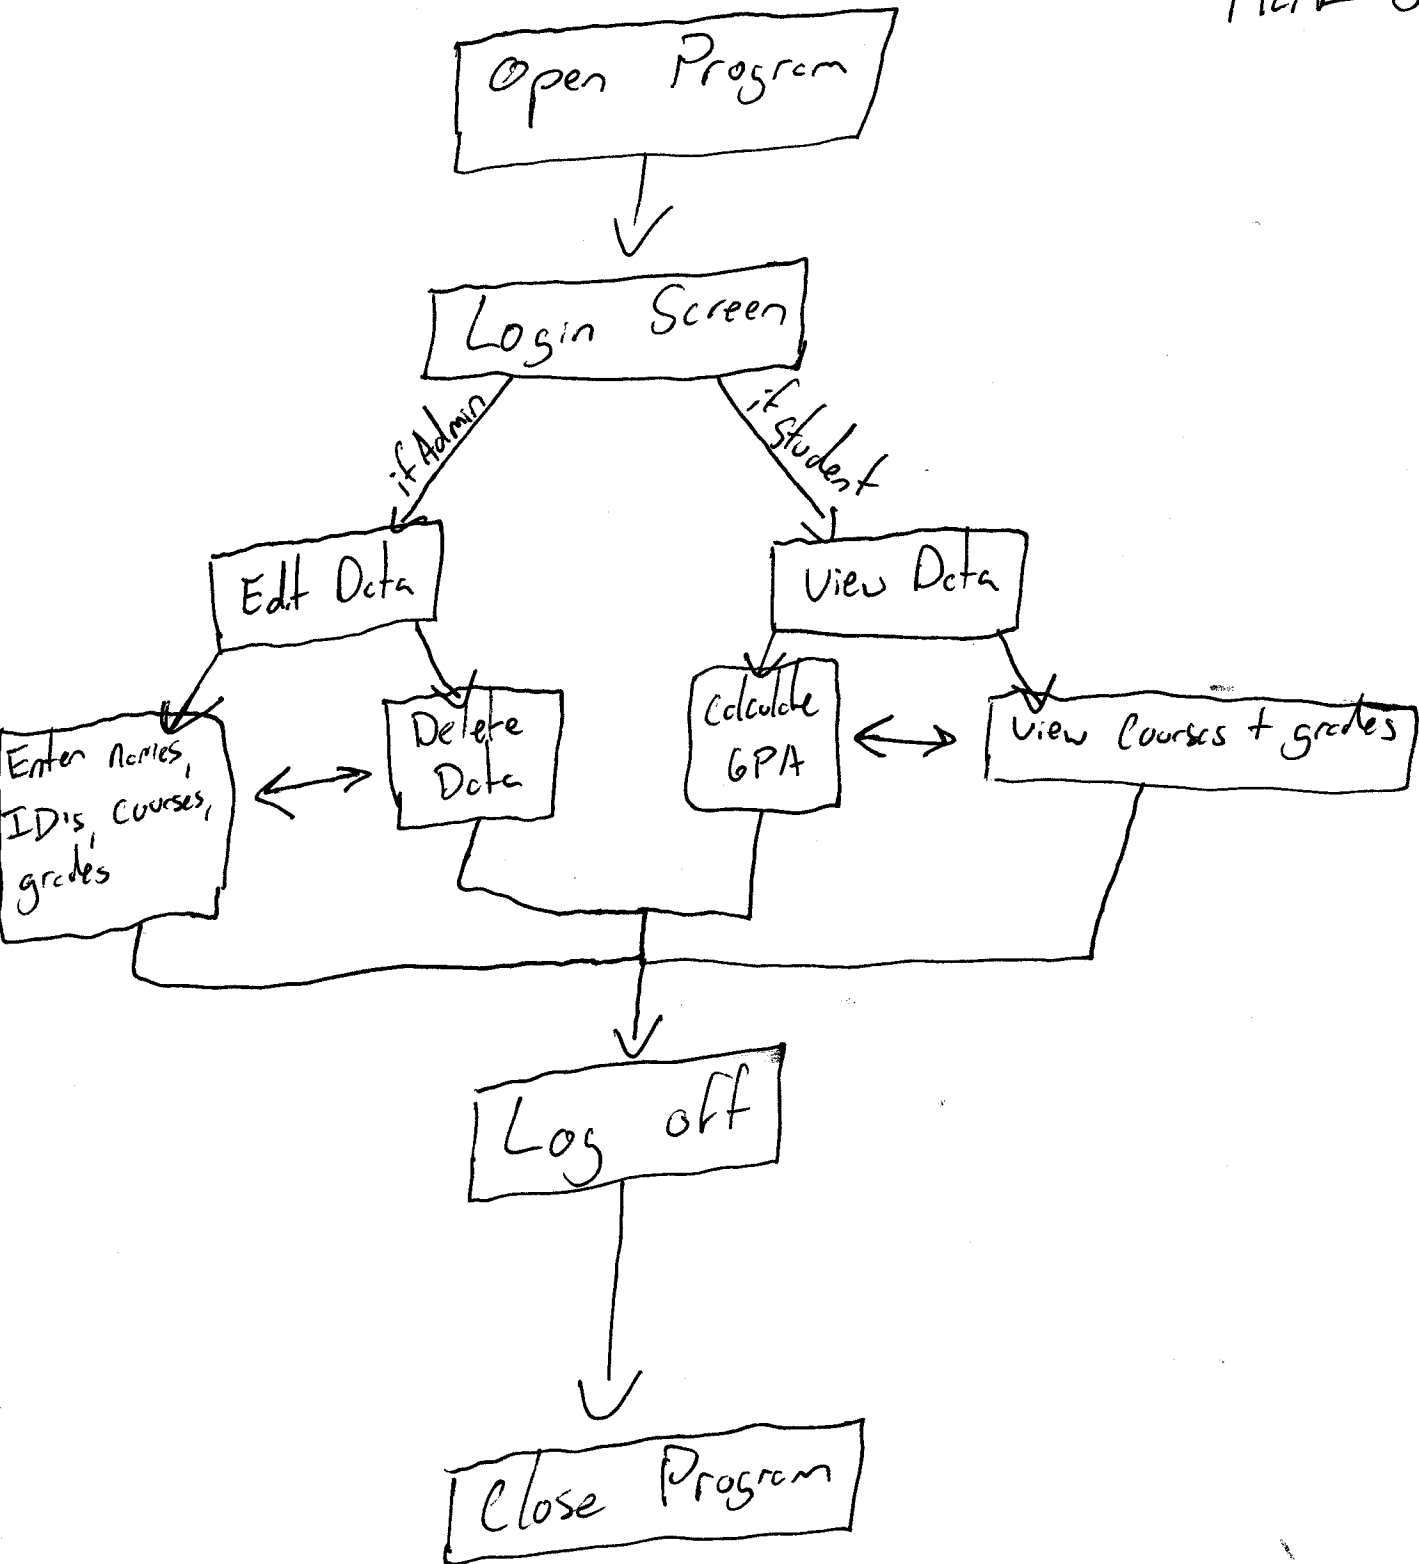 Open Program
Login Screen
if Admin
if student
Edit Data
View Data
Enter names,
ID's, courses,
grades
Delete
Data
Calculate
GPA
View Courses + grades
Log off
Close Program